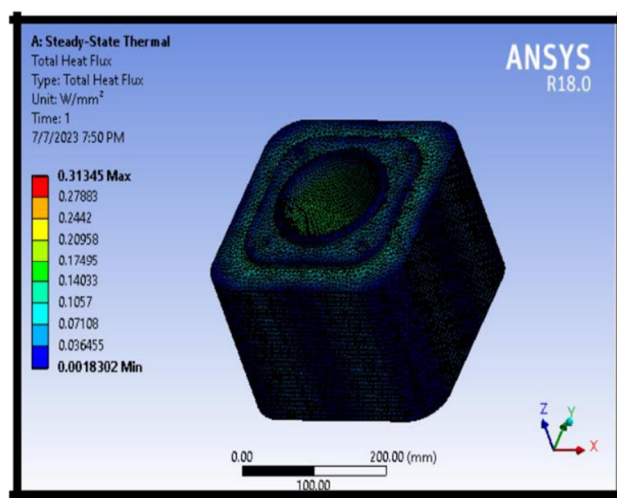 A: Steady-State Thermal
Total Heat Flux
Type: Total Heat Flux
Unit: W/mm²
Time: 1
7/7/2023 7:50 PM
ANSYS
R18.0
0.31345 Max
0.27883
0.2442
0.20958
0.17495
0.14033
0.1057
0.07108
0.036455
0.0018302 Min
0.00
200.00 (mm)
100.00
Z
Y
X